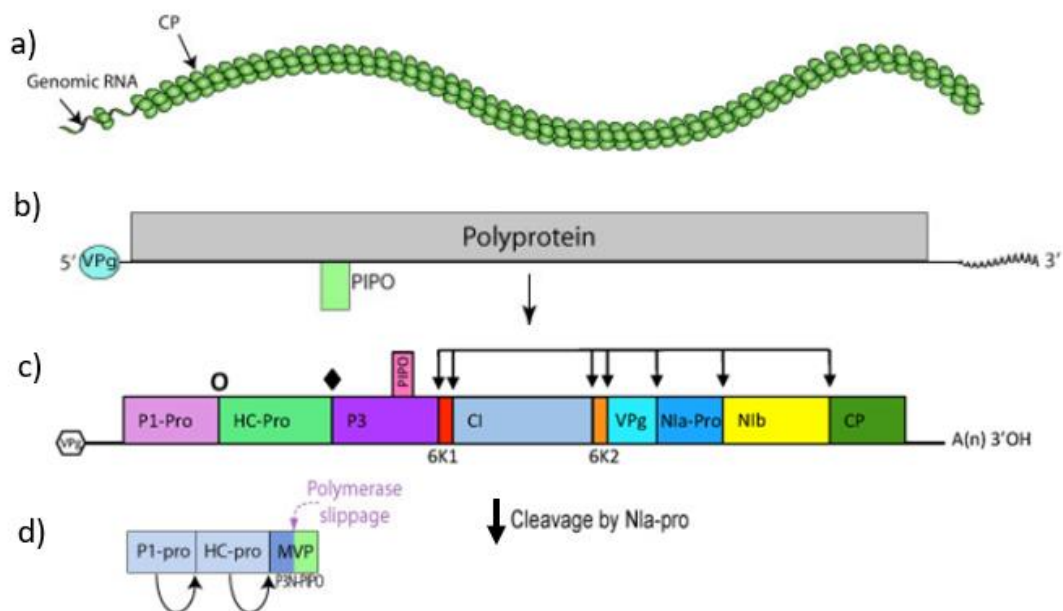 a)
CP
Genomic RNA
b)
Polyprotein
5' VPg
3'
PIPO
c)
PIPO
P1-Pro HC-Pro P3 CI VPg NIa-Pro NIb CP
VPg
A(n) 3'OH
6K1 6K2
Polymerase
slippage
Cleavage by NIa-pro
d)
P1-pro HC-pro MVP
P3N-PIPO